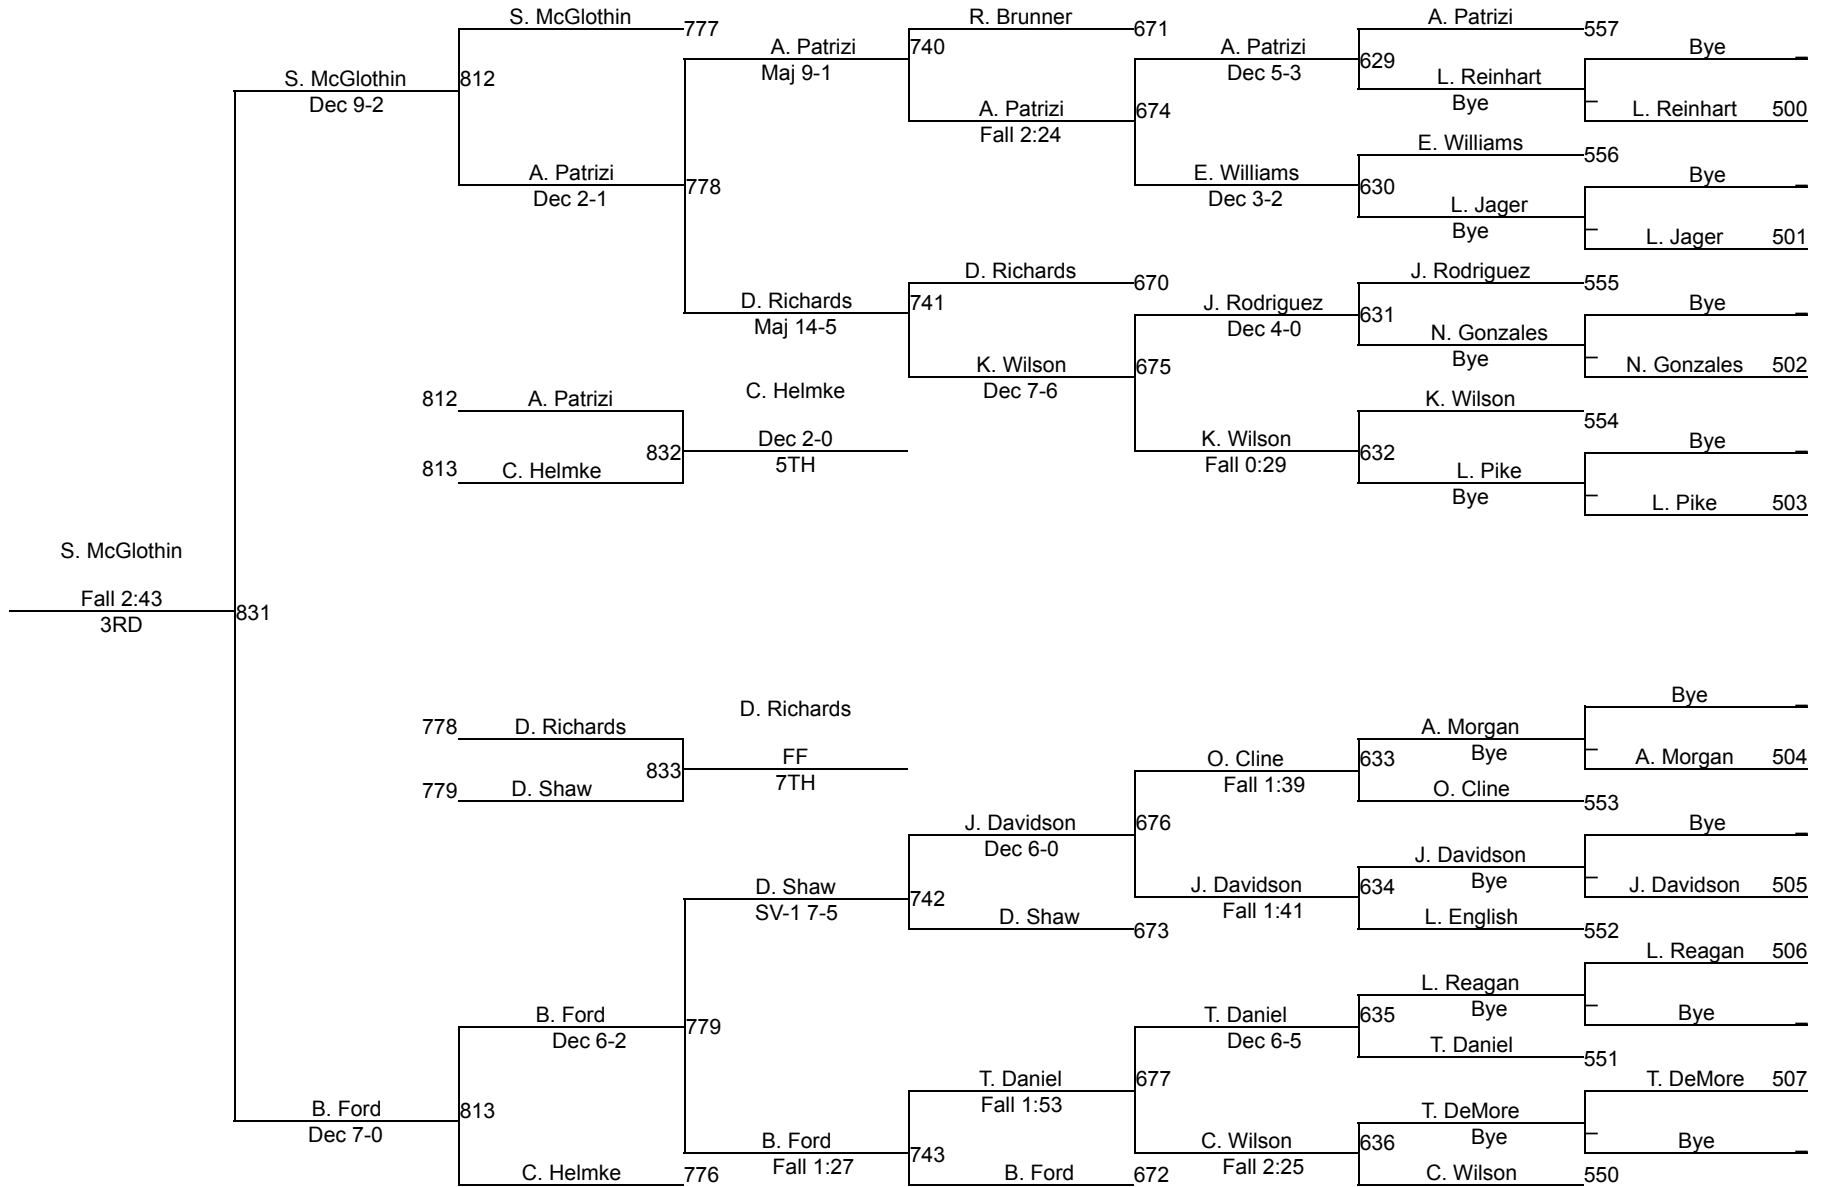 S. McGlothin
777
R. Brunner
671
A. Patrizi
557
Bye
A. Patrizi
Maj 9-1
740
A. Patrizi
Dec 5-3
629
L. Reinhart
Bye
L. Reinhart 500
S. McGlothin
Dec 9-2
812
A. Patrizi
Fall 2:24
674
E. Williams
556
Bye
A. Patrizi
Dec 2-1
778
E. Williams
Dec 3-2
630
L. Jager
Bye
L. Jager 501
D. Richards
670
J. Rodriguez
555
Bye
D. Richards
Maj 14-5
741
J. Rodriguez
Dec 4-0
631
N. Gonzales
Bye
N. Gonzales 502
K. Wilson
Dec 7-6
675
812 A. Patrizi
C. Helmke
K. Wilson
554
Bye
813 C. Helmke
832
Dec 2-0
5TH
K. Wilson
Fall 0:29
632
L. Pike
Bye
L. Pike 503
S. McGlothin
Fall 2:43
3RD
831
778 D. Richards
D. Richards
A. Morgan
Bye
Bye
779 D. Shaw
833
FF
7TH
O. Cline
Fall 1:39
633
A. Morgan 504
O. Cline
553
J. Davidson
Dec 6-0
676
Bye
D. Shaw
SV-1 7-5
742
J. Davidson
Fall 1:41
634
J. Davidson
Bye
J. Davidson 505
D. Shaw
673
L. English
552
L. Reagan 506
B. Ford
Dec 6-2
779
T. Daniel
Dec 6-5
635
L. Reagan
Bye
Bye
T. Daniel
551
T. Daniel
Fall 1:53
677
T. DeMore 507
B. Ford
Dec 7-0
813
B. Ford
Fall 1:27
743
C. Wilson
Fall 2:25
636
T. DeMore
Bye
Bye
C. Helmke
776
B. Ford
672
C. Wilson
550